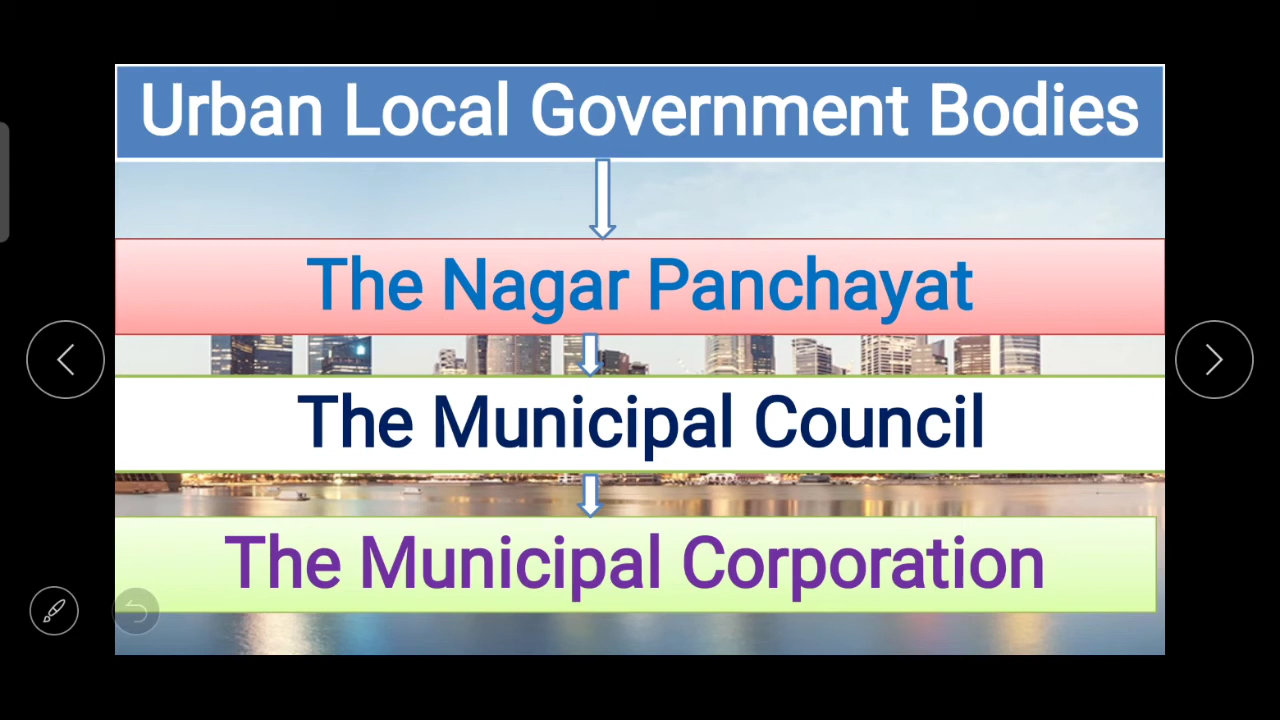 Urban Local Government Bodies
The Nagar Panchayat
The Municipal Council
The Municipal Corporation